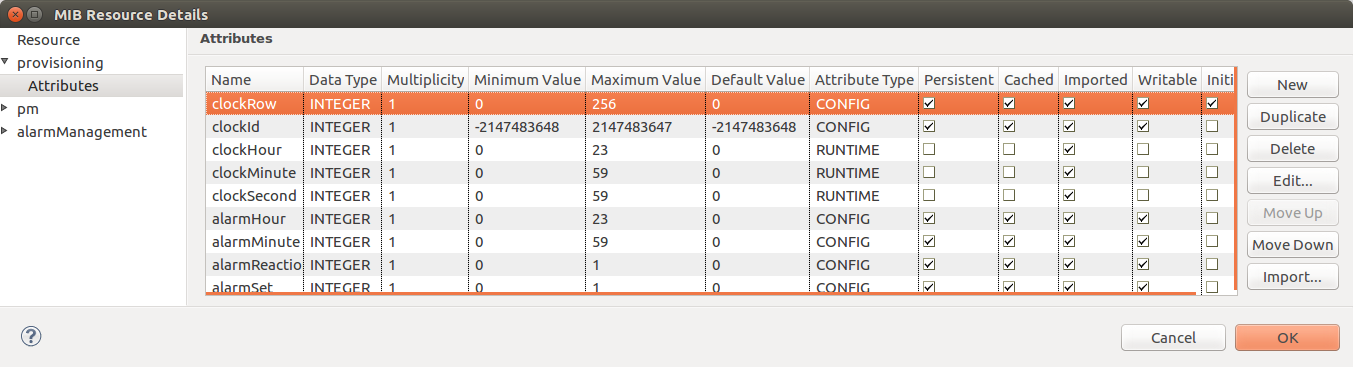 MIB Resource Details
Resource
provisioning
Attributes
pm
alarmManagement
Attributes
Name Data Type Multiplicity Minimum Value Maximum Value Default Value Attribute Type Persistent Cached Imported Writable Initi
clockRow INTEGER 1 0 256 0 CONFIG
clockId INTEGER 1 -2147483648 2147483647 -2147483648 CONFIG
clockHour INTEGER 1 0 23 0 RUNTIME
clockMinute INTEGER 1 0 59 0 RUNTIME
clockSecond INTEGER 1 0 59 0 RUNTIME
alarmHour INTEGER 1 0 23 0 CONFIG
alarmMinute INTEGER 1 0 59 0 CONFIG
alarmReactio INTEGER 1 0 1 0 CONFIG
alarmSet INTEGER 1 0 1 0 CONFIG
New
Duplicate
Delete
Edit...
Move Up
Move Down
Import...
?
Cancel
OK